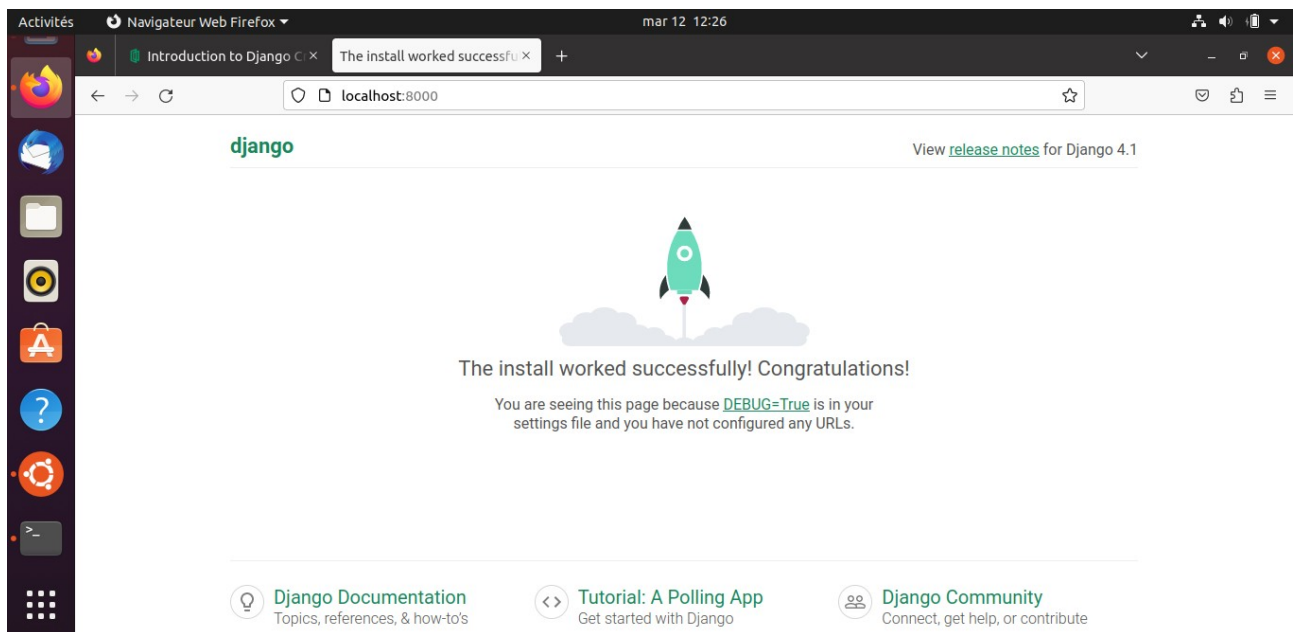 Activités Navigateur Web Firefox mar 12 12:26
Introduction to Django C The install worked successfu
localhost:8000
django View release notes for Django 4.1
The install worked successfully! Congratulations!
You are seeing this page because DEBUG=True is in your
settings file and you have not configured any URLs.
Django Documentation Tutorial: A Polling App Django Community
Topics, references, & how-to's Get started with Django Connect, get help, or contribute